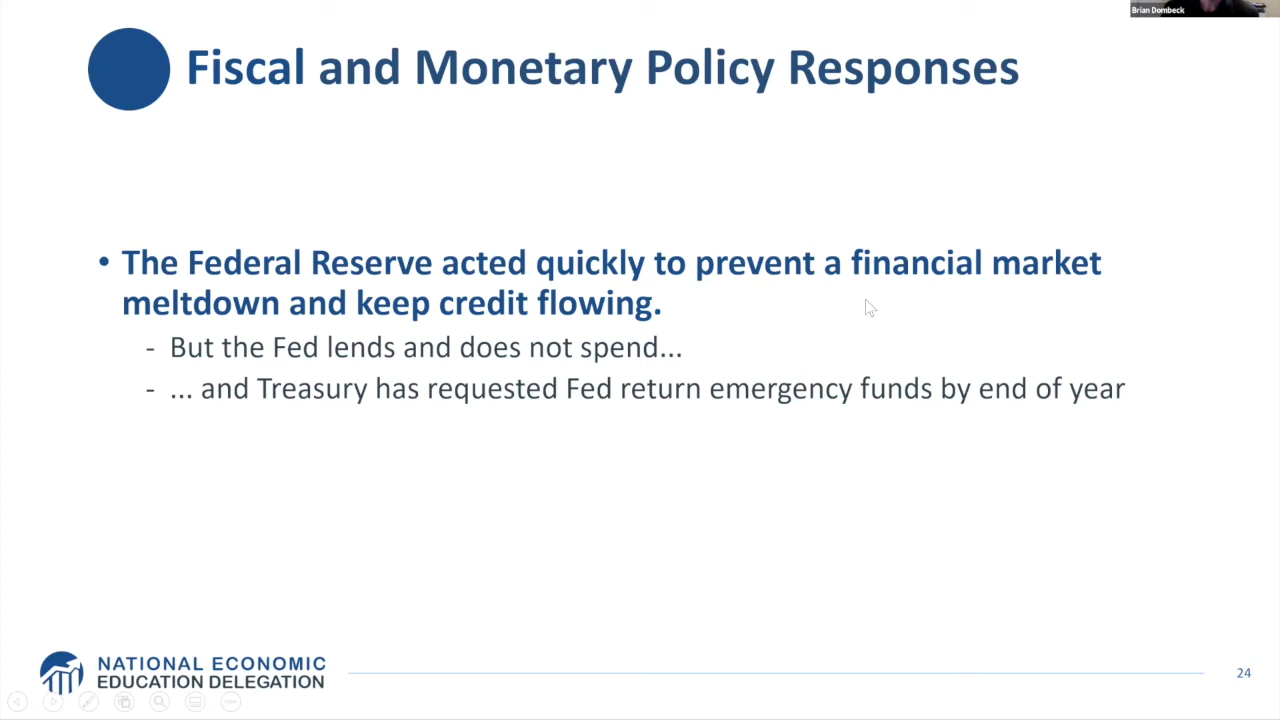 Brian Dombeck
Fiscal and Monetary Policy Responses
• The Federal Reserve acted quickly to prevent a financial market
meltdown and keep credit flowing.
- But the Fed lends and does not spend...
- ... and Treasury has requested Fed return emergency funds by end of year
NATIONAL ECONOMIC
EDUCATION DELEGATION
24